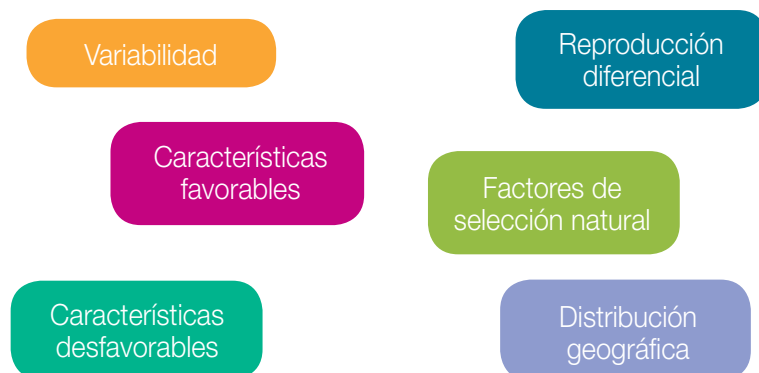 Variabilidad
Reproducción
diferencial
Características
favorables
Factores de
selección natural
Características
desfavorables
Distribución
geográfica